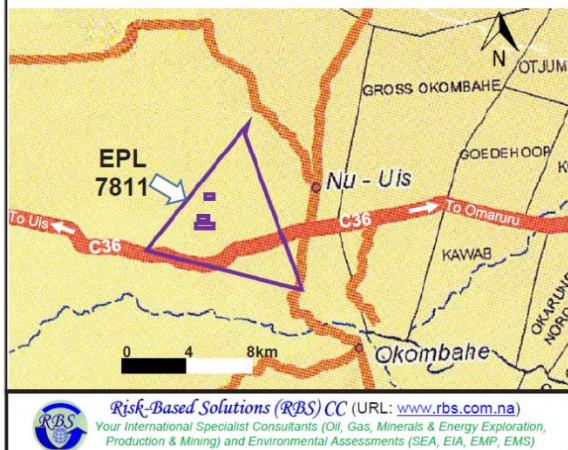 N
OTJUM
GROSS OKOMBAHE
EPL
7811
GOEDEHOOP
Nu - Uis
To Uis
C36
C36
To Omaruru
KAWAB
OKARUND
NORD
0 4 8km
Okombahe
RBS
Risk-Based Solutions (RBS) CC (URL: www.rbs.com.na)
Your International Specialist Consultants (Oil, Gas, Minerals & Energy Exploration,
Production & Mining) and Environmental Assessments (SEA, EIA, EMP, EMS)